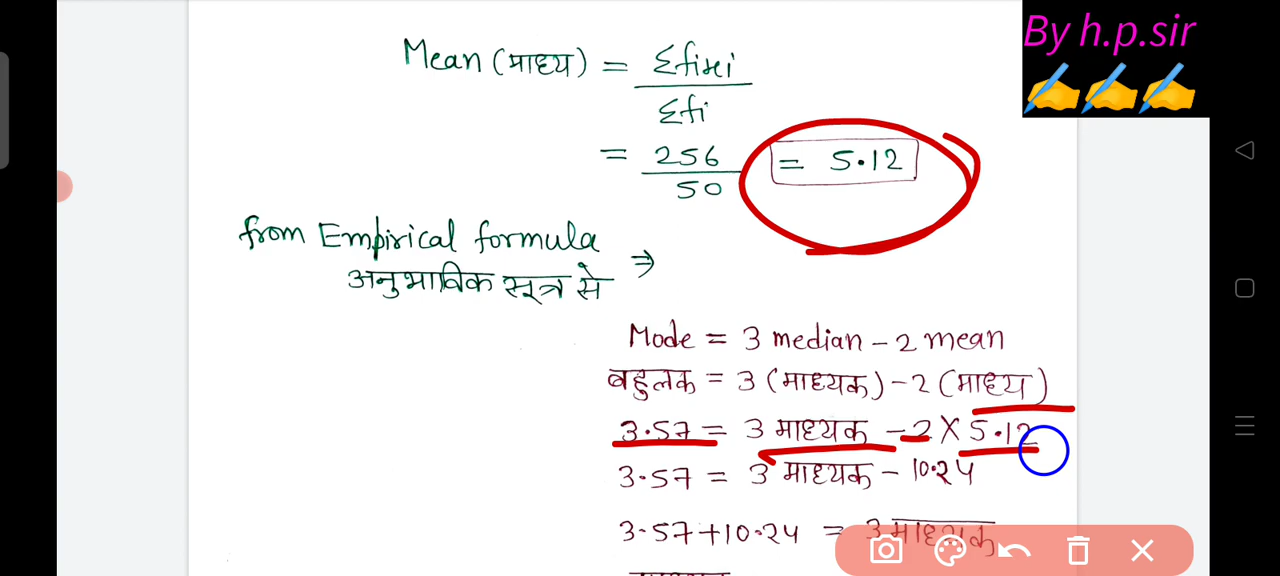 By h.p.sir
Mean (माध्य) = Σfixi
Σfi
= 256
50
= 5.12
from Empirical formula
अनुभाविक सूत्र से ⇒
Mode = 3 median - 2 mean
बहुलक = 3 (माध्यक) - 2 (माध्य)
3.57 = 3 माध्यक - 2 × 5.12
3.57 = 3 माध्यक - 10.24
3.57 + 10.24 = 3 माध्यक